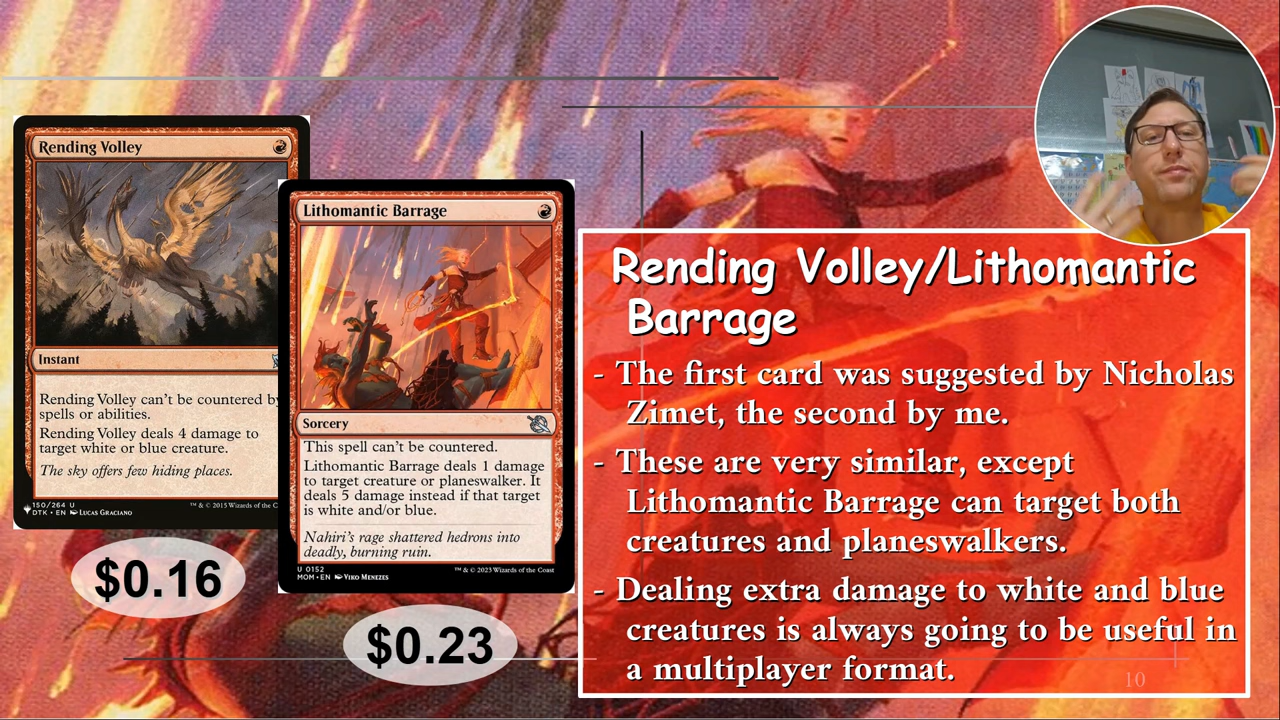 Rending Volley
Instant
Rending Volley can't be countered by
spells or abilities.
Rending Volley deals 4 damage to
target white or blue creature.
The sky offers few hiding places.
150/264 U
DTK • EN Lucas Graciano
™ & © 2015 Wizards of the C
$0.16
Lithomantic Barrage
Sorcery
This spell can't be countered.
Lithomantic Barrage deals 1 damage
to target creature or planeswalker. It
deals 5 damage instead if that target
is white and/or blue.
Nahiri's rage shattered hedrons into
deadly, burning ruin.
U 0152
MOM • EN Viko Menezes
™ & © 2023 Wizards of the Coast
$0.23
Rending Volley/Lithomantic
Barrage
- The first card was suggested by Nicholas
Zimet, the second by me.
- These are very similar, except
Lithomantic Barrage can target both
creatures and planeswalkers.
- Dealing extra damage to white and blue
creatures is always going to be useful in
a multiplayer format.
10